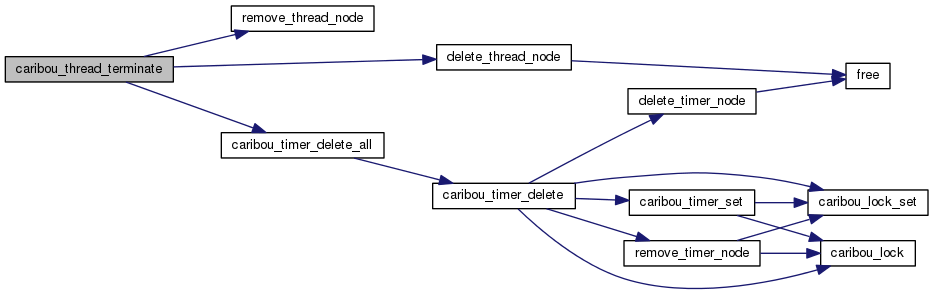 remove_thread_node
caribou_thread_terminate
delete_thread_node
free
delete_timer_node
caribou_timer_delete_all
caribou_timer_delete
caribou_timer_set
caribou_lock_set
remove_timer_node
caribou_lock